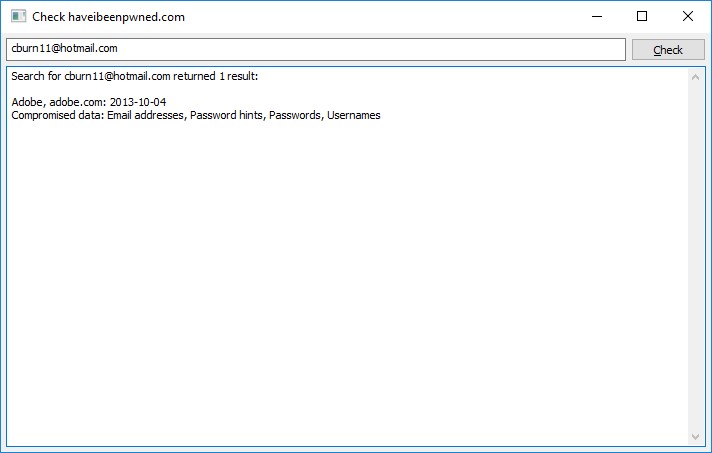 Check haveibeenpwned.com
cburn11@hotmail.com
Check
Search for cburn11@hotmail.com returned 1 result:
Adobe, adobe.com: 2013-10-04
Compromised data: Email addresses, Password hints, Passwords, Usernames